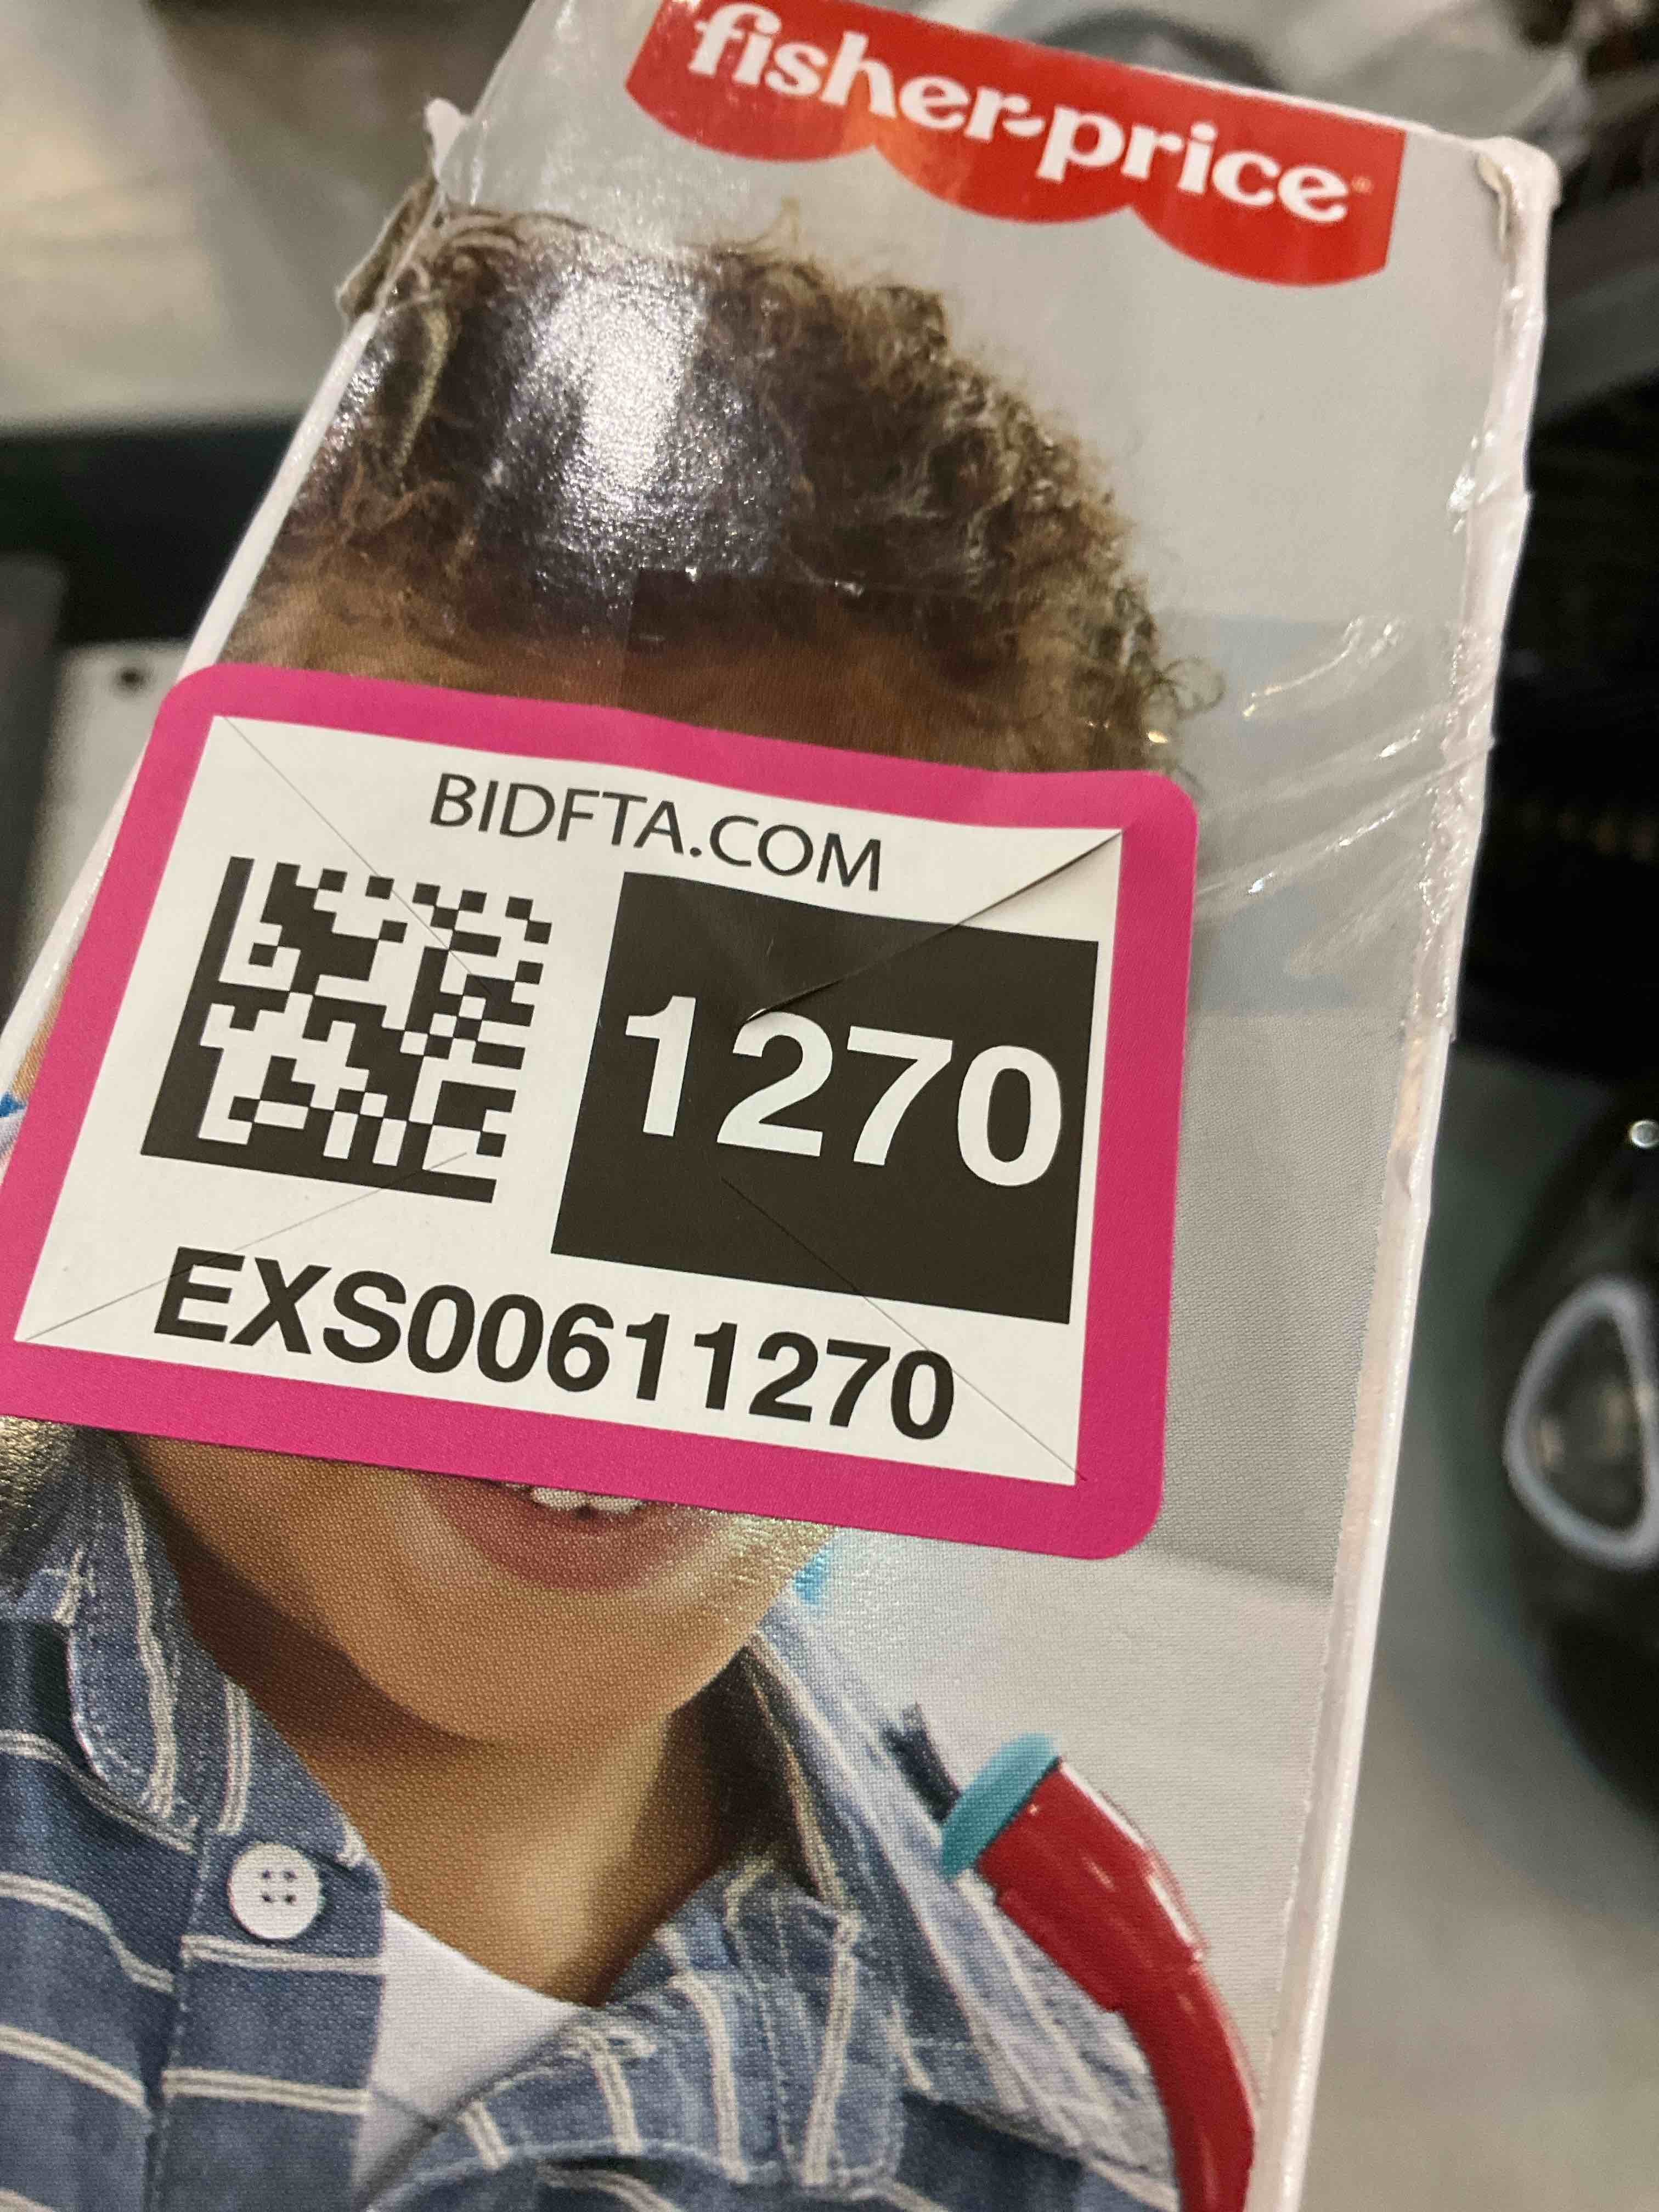 fisher-price®
BIDFTA.COM
1270
EXS00611270